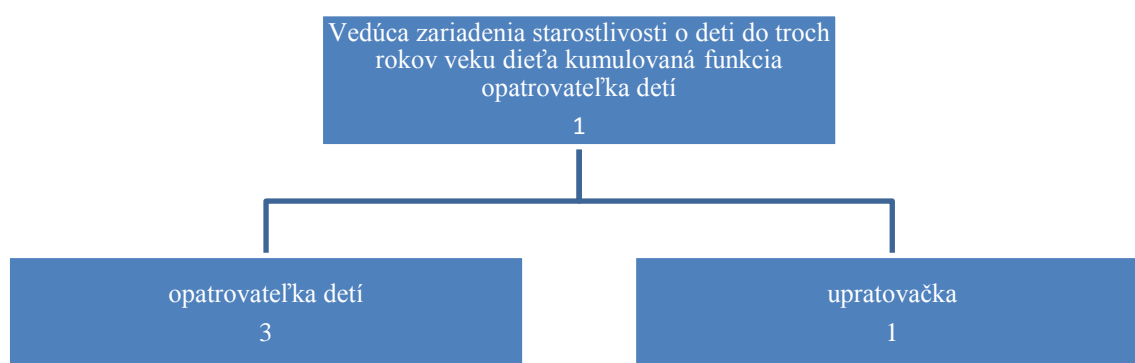 Vedúca zariadenia starostlivosti o deti do troch
rokov veku dieťa kumulovaná funkcia
opatrovateľka detí
1
opatrovateľka detí
3
upratovačka
1